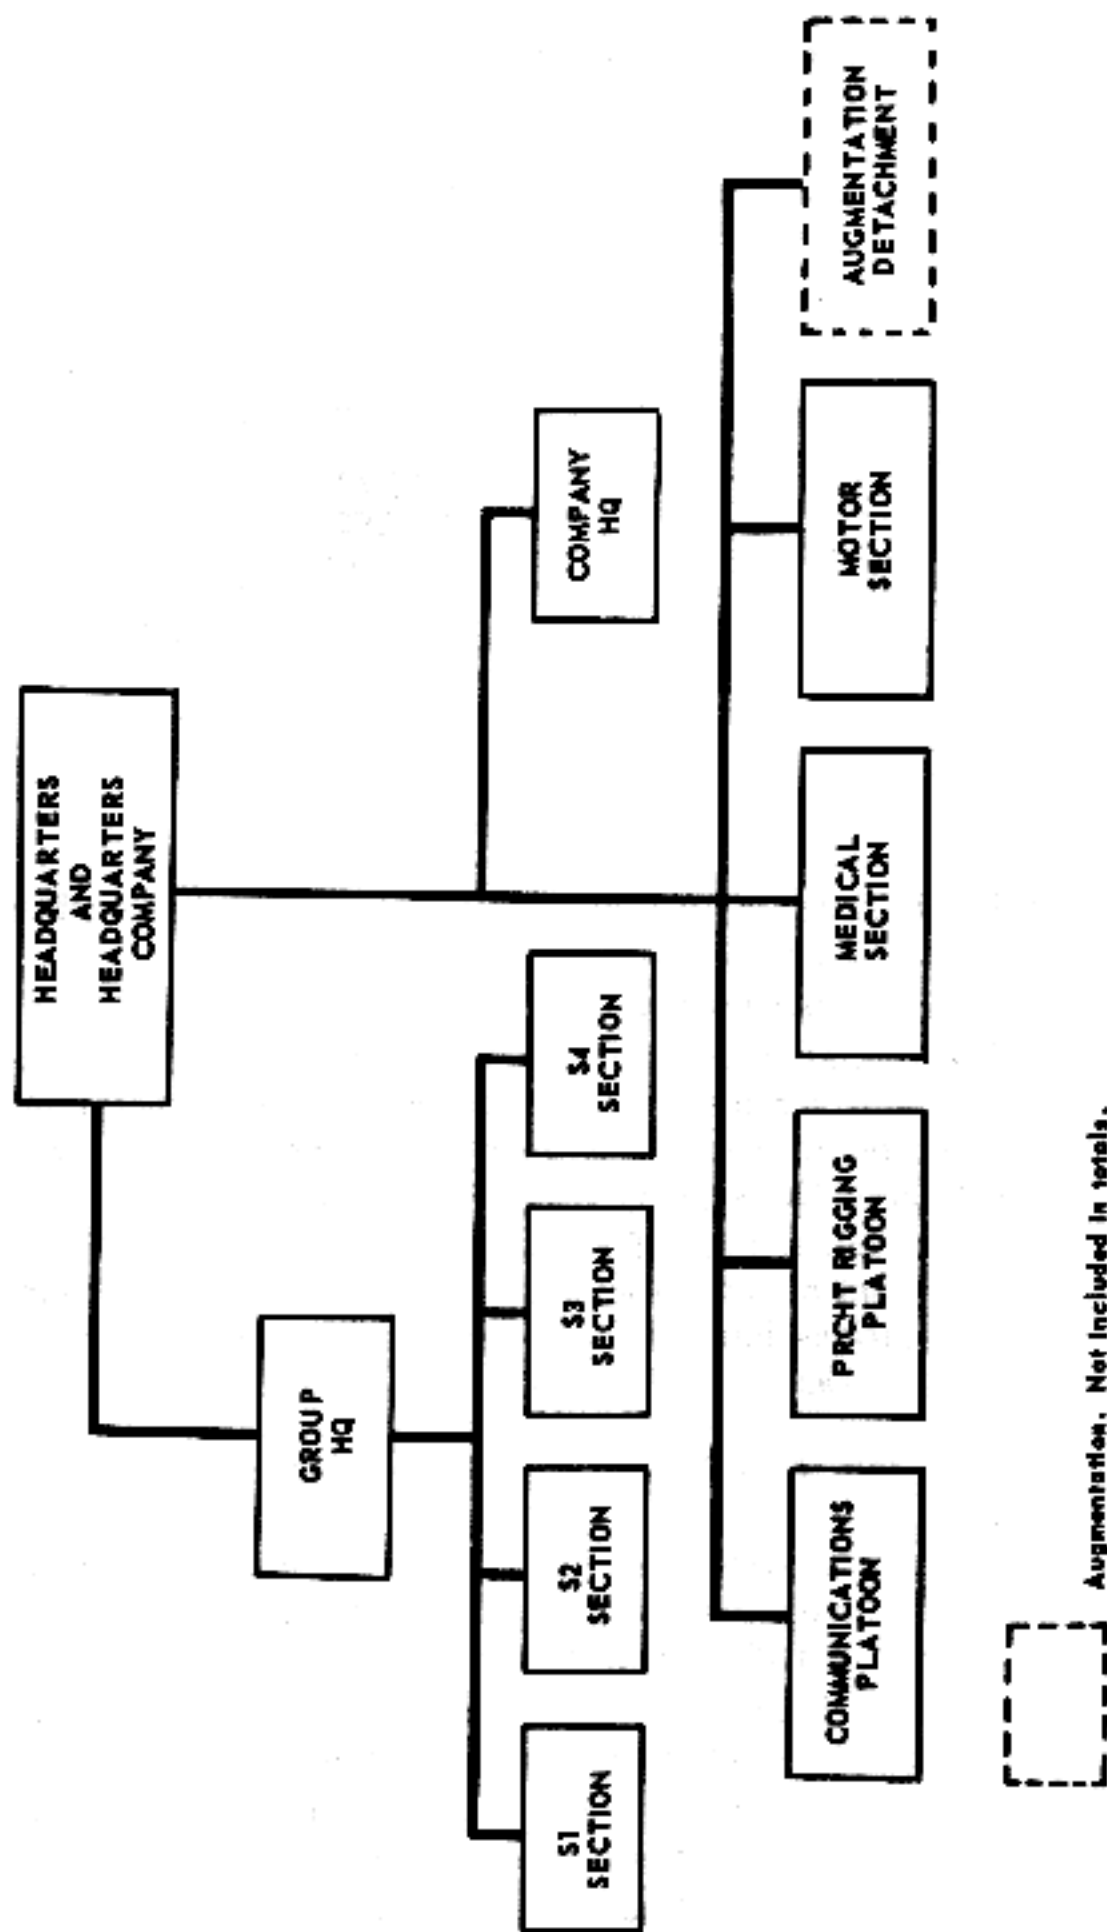 HEADQUARTERS
AND
HEADQUARTERS
COMPANY
GROUP
HQ
COMPANY
HQ
S1
SECTION
S2
SECTION
S3
SECTION
S4
SECTION
COMMUNICATIONS
PLATOON
PRCHT RIGGING
PLATOON
MEDICAL
SECTION
MOTOR
SECTION
AUGMENTATION
DETACHMENT
Augmentation. Not included in totals.